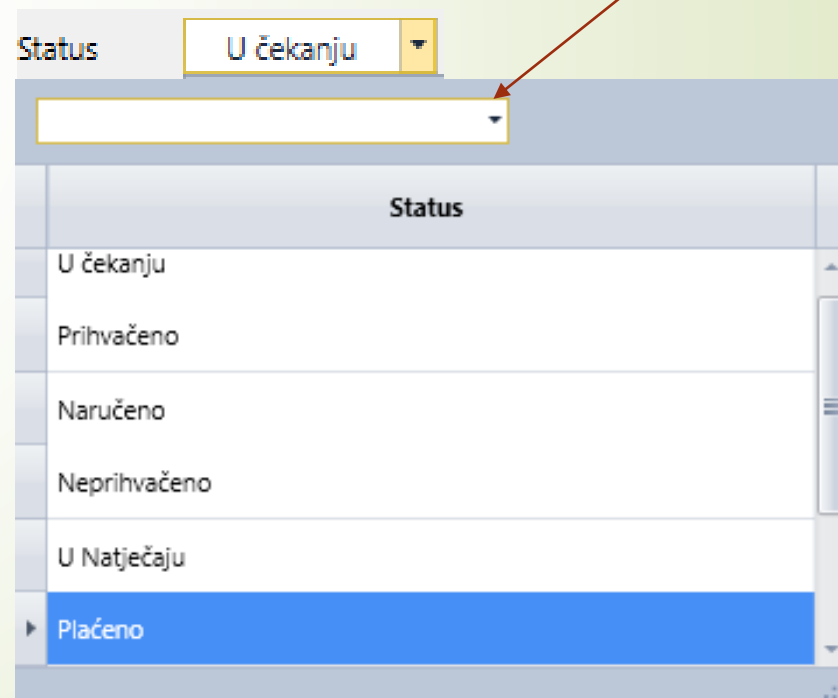 Status U čekanju
Status
U čekanju
Prihvačeno
Naručeno
Neprihvačeno
U Natječaju
Plaćeno